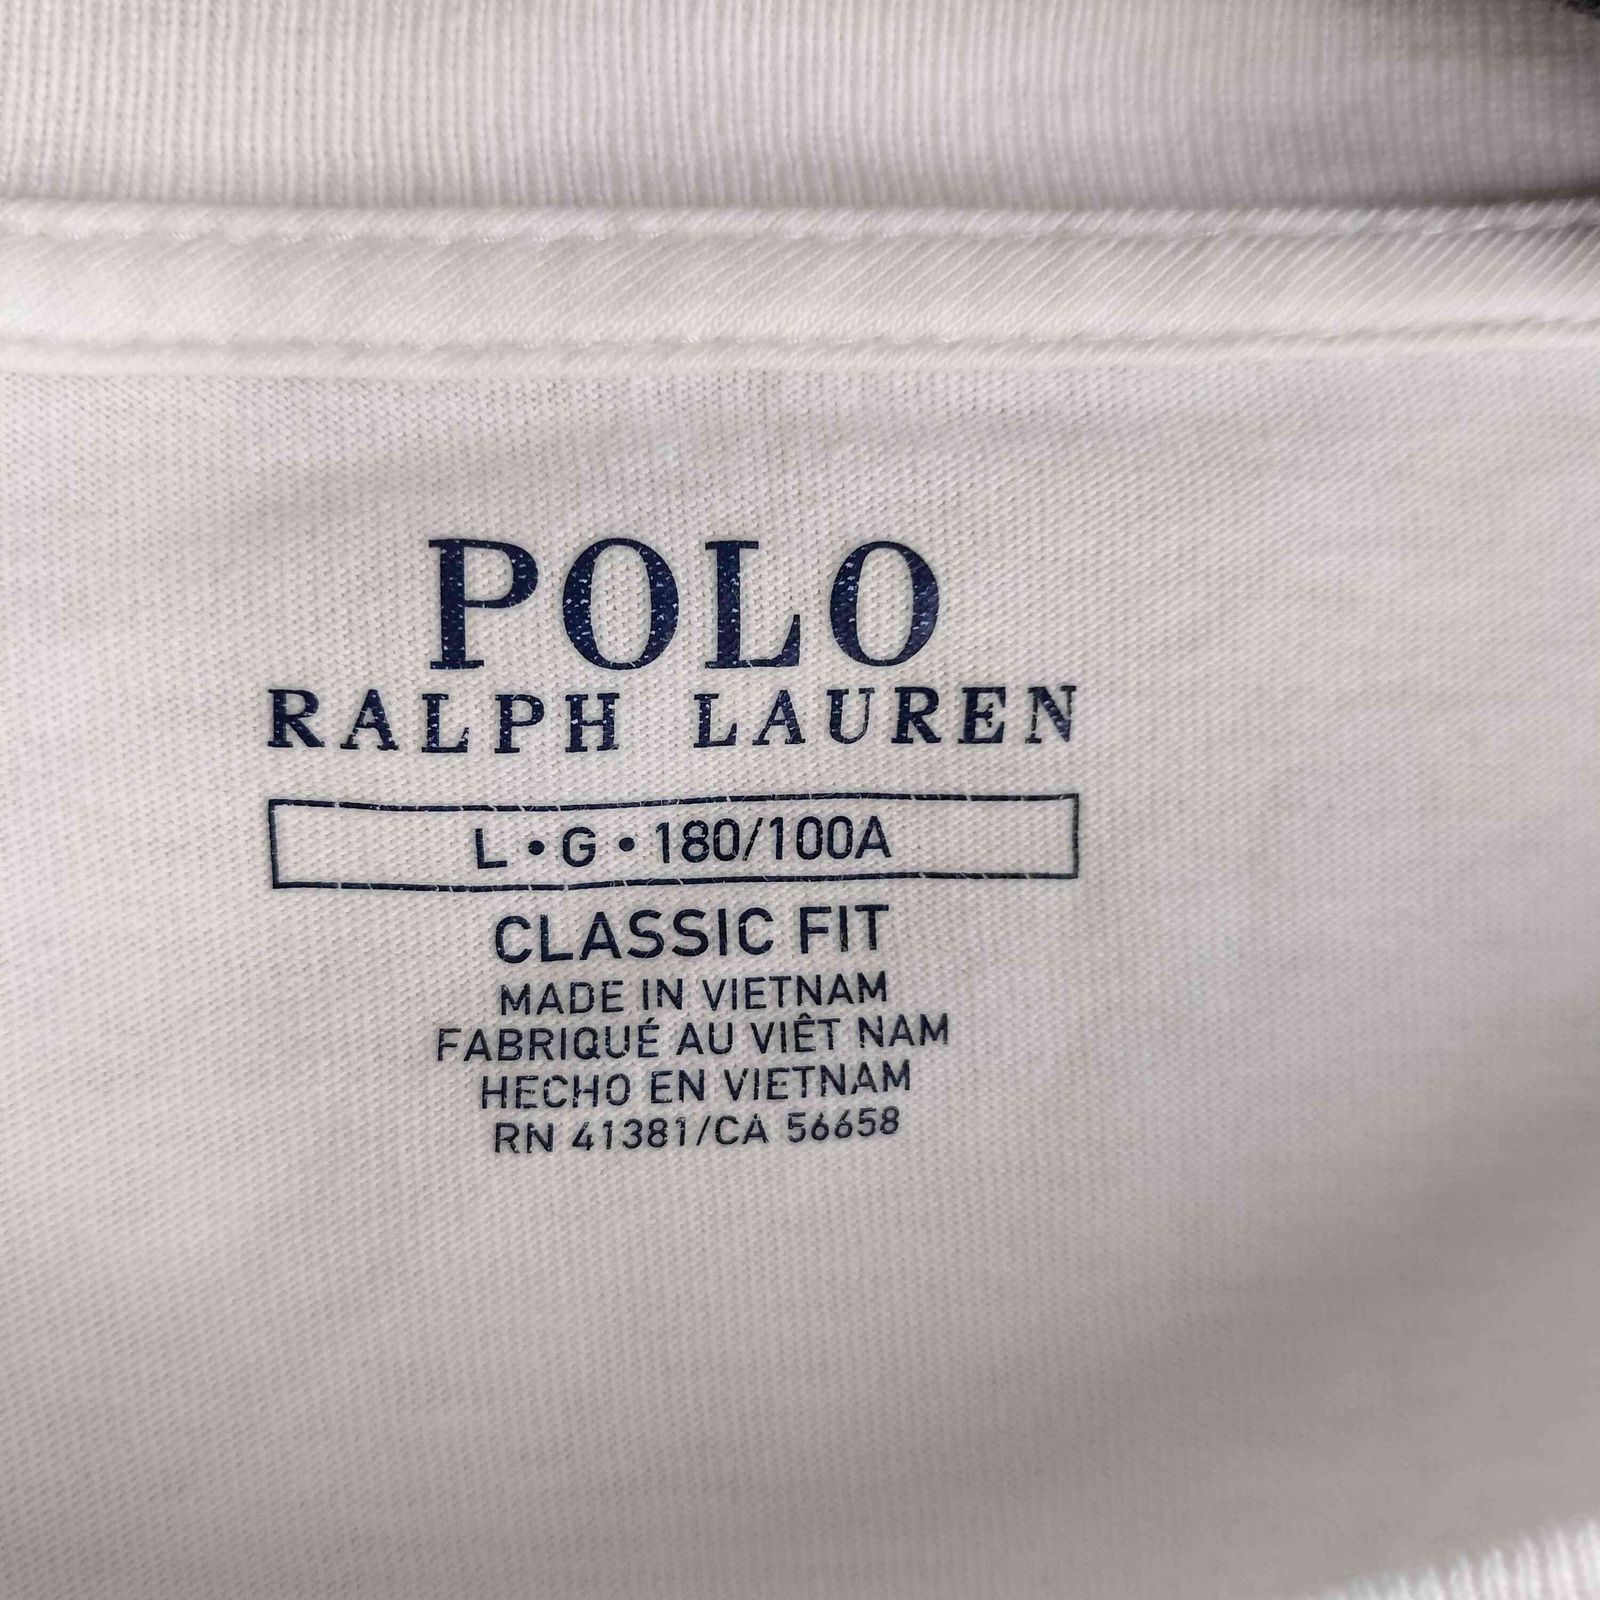 POLO
RALPH LAUREN
L • G • 180/100A
CLASSIC FIT
MADE IN VIETNAM
FABRIQUÉ AU VIÊT NAM
HECHO EN VIETNAM
RN 41381/CA 56658